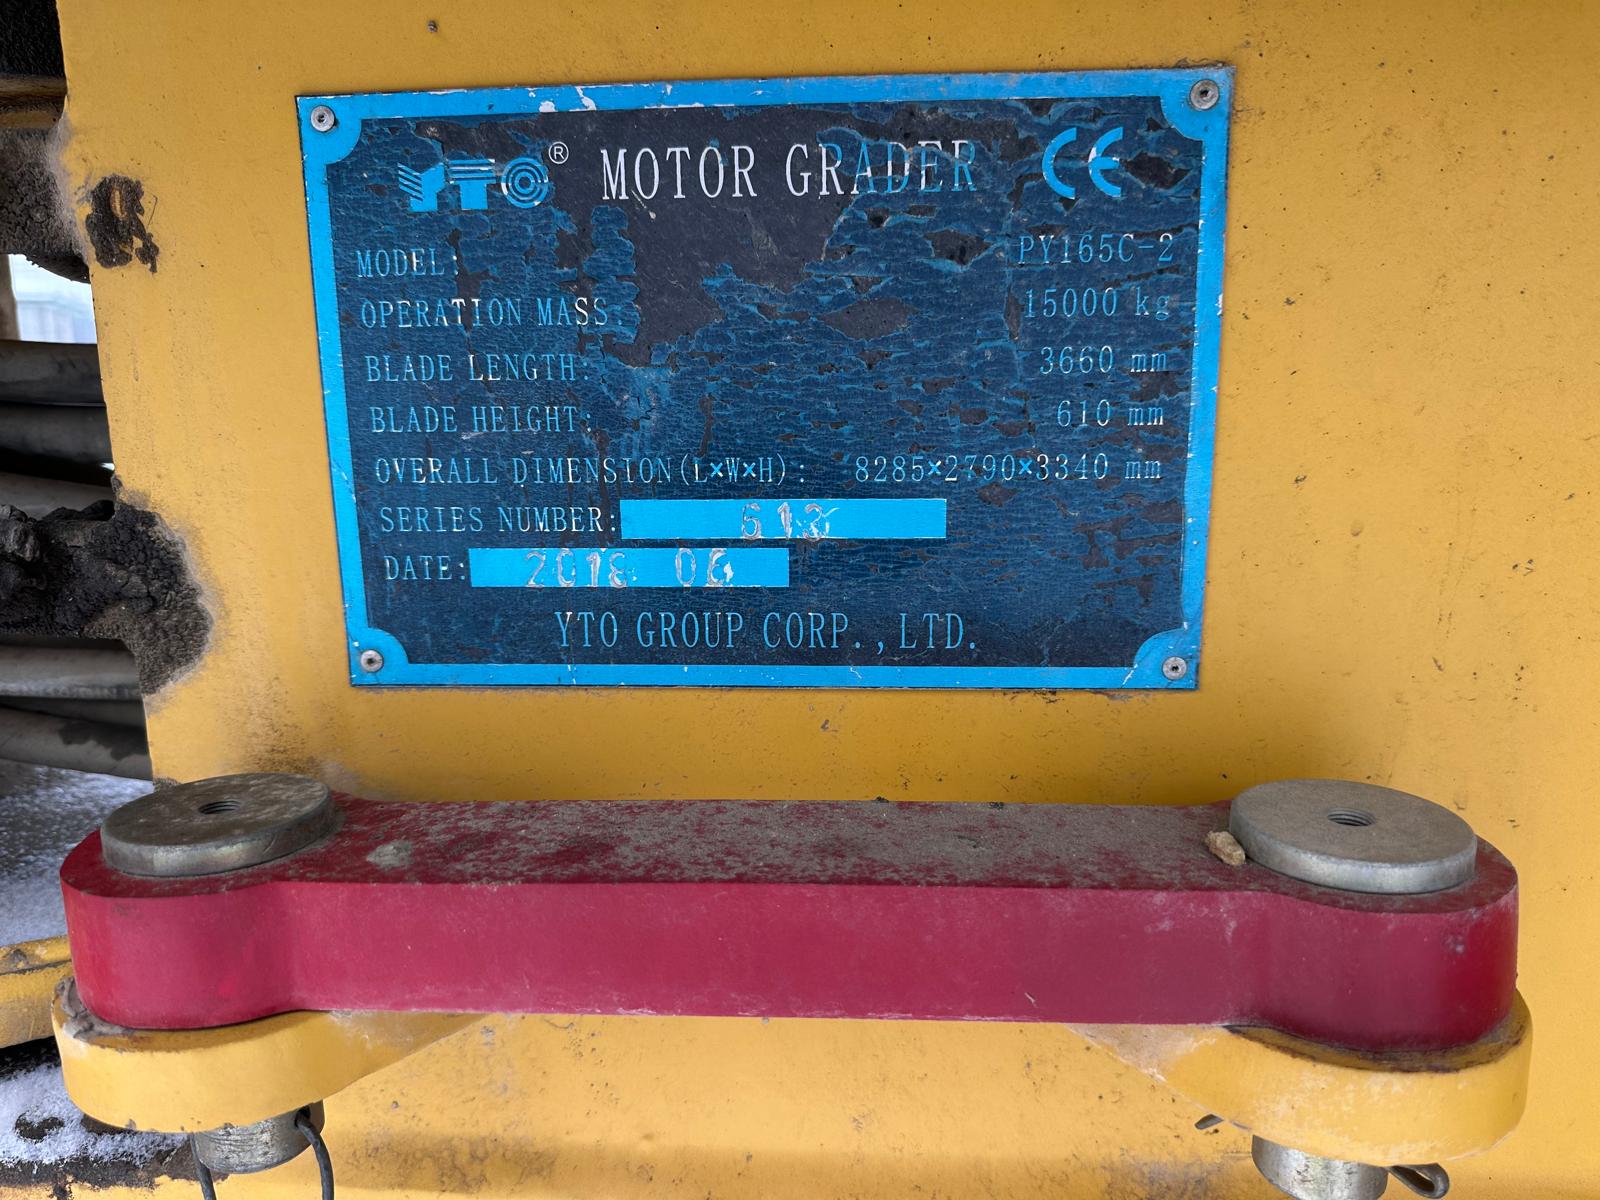 YTO® MOTOR GRADER CE
MODEL: PY165C-2
OPERATION MASS: 15000 kg
BLADE LENGTH: 3660 mm
BLADE HEIGHT: 610 mm
OVERALL DIMENSION(L×W×H): 8285×2790×3340 mm
SERIES NUMBER: 613
DATE: 2018 06
YTO GROUP CORP.,LTD.